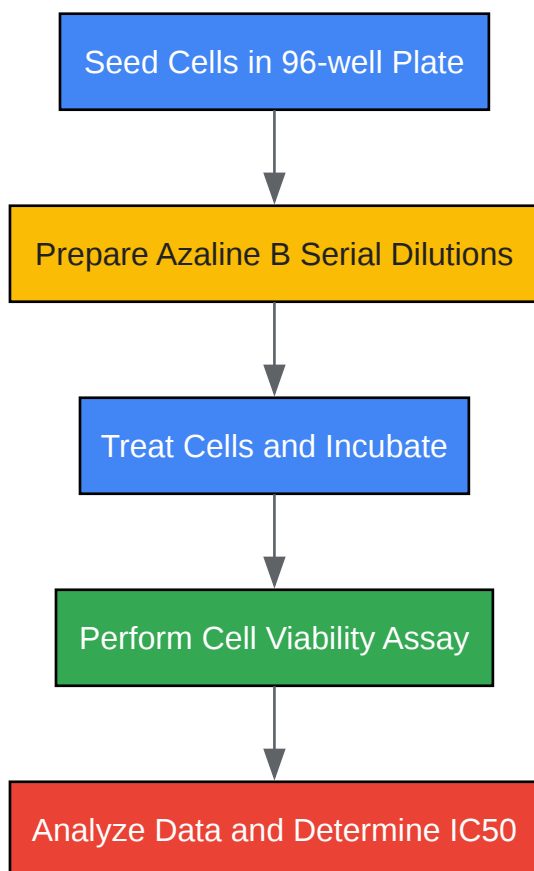 Seed Cells in 96-well Plate
Prepare Azaline B Serial Dilutions
Treat Cells and Incubate
Perform Cell Viability Assay
Analyze Data and Determine IC50